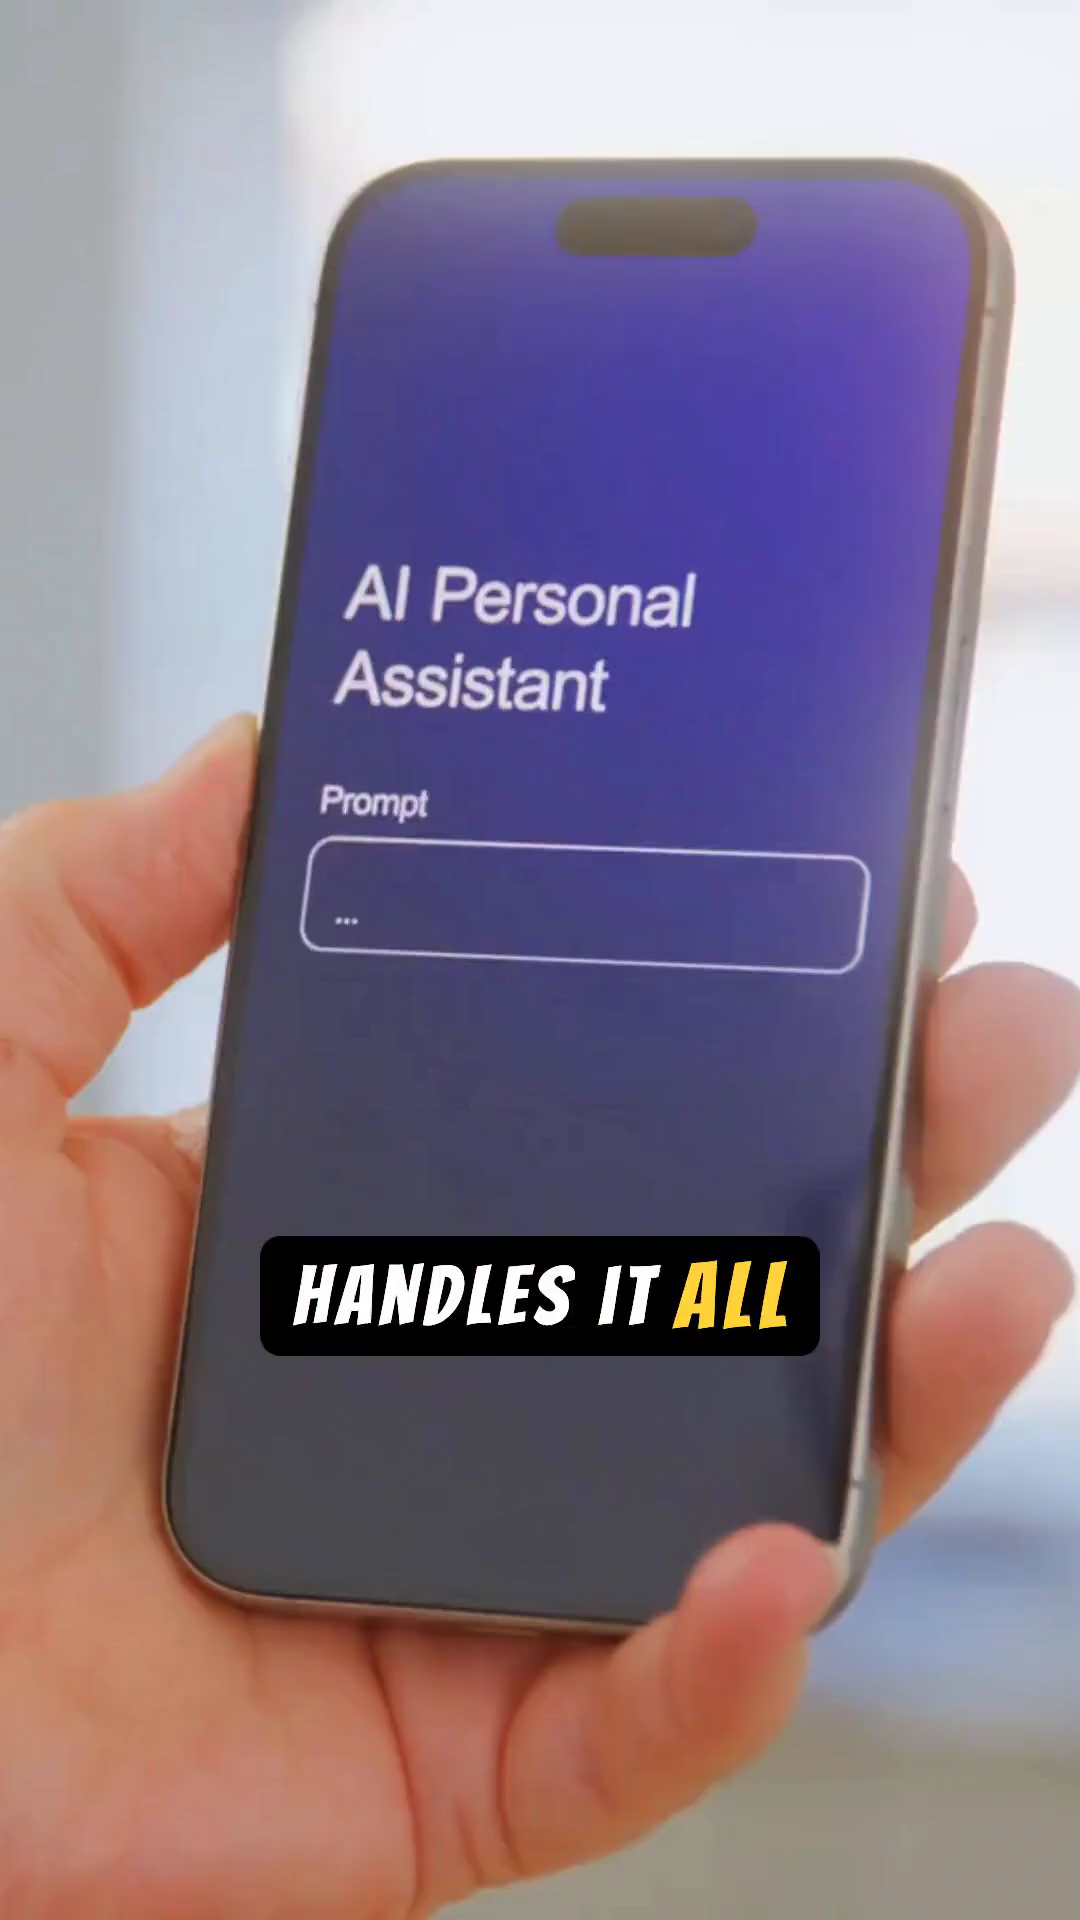 AI Personal
Assistant
Prompt
...
HANDLES IT ALL